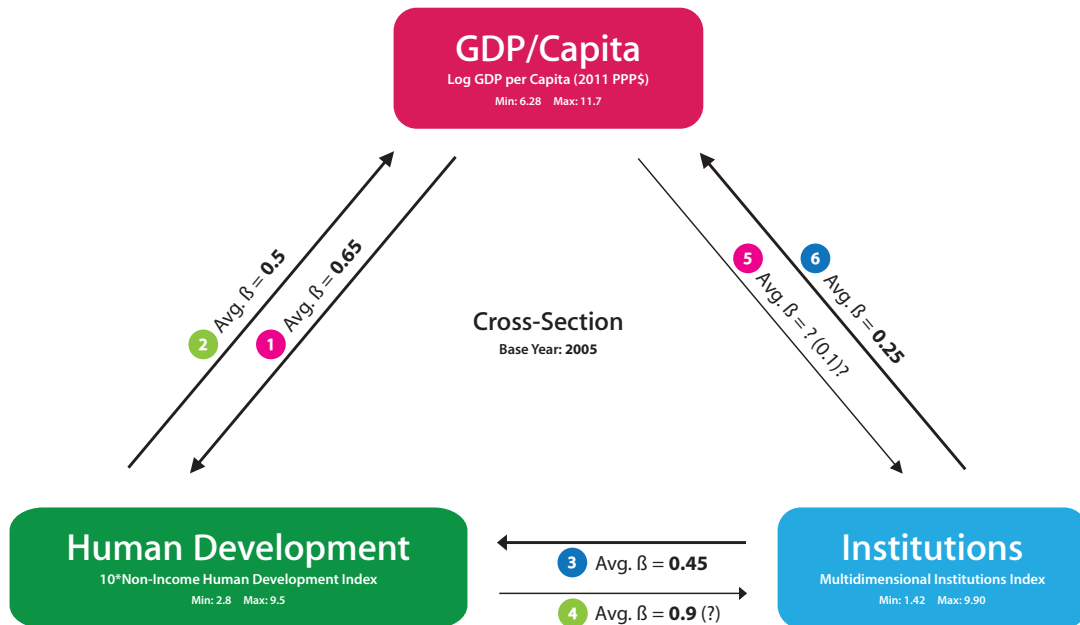 GDP/Capita
Log GDP per Capita (2011 PPP$)
Min: 6.28 Max: 11.7
2 Avg. ß = 0.5
1 Avg. ß = 0.65
5 Avg. ß = ? (0.1)?
6 Avg. ß = 0.25
Cross-Section
Base Year: 2005
Human Development
10*Non-Income Human Development Index
Min: 2.8 Max: 9.5
3 Avg. ß = 0.45
4 Avg. ß = 0.9 (?)
Institutions
Multidimensional Institutions Index
Min: 1.42 Max: 9.90